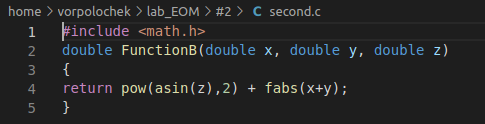 home > vorpolochek > lab_EOM > #2 > C second.c
1 #include <math.h>
2 double FunctionB(double x, double y, double z)
3 {
4 return pow(asin(z),2) + fabs(x+y);
5 }